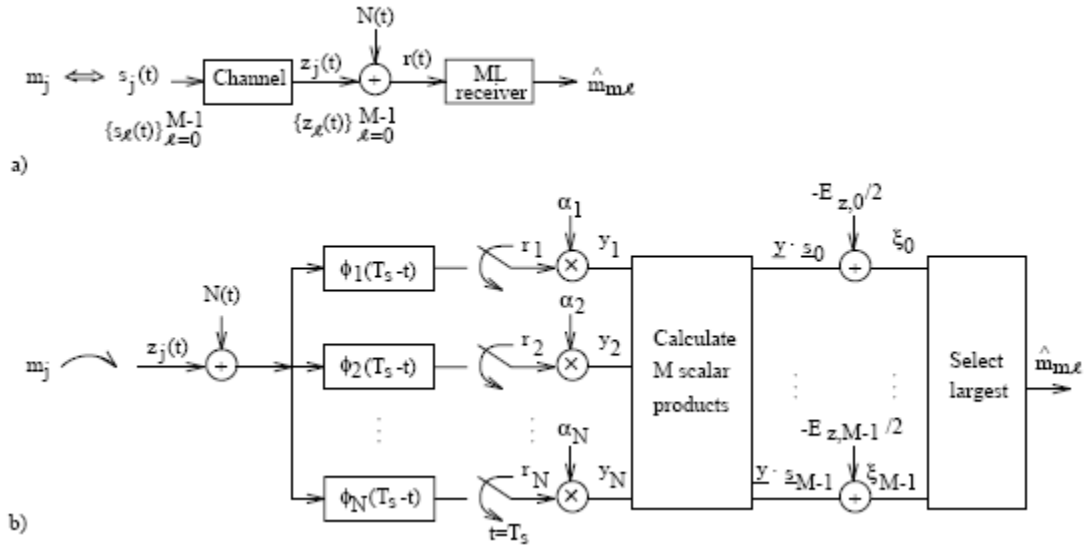 a)
N(t)
m_j ⇔ s_j(t) Channel z_j(t) + r(t) ML receiver m̂_mℓ
{s_ℓ(t)}_{ℓ=0}^{M-1} {z_ℓ(t)}_{ℓ=0}^{M-1}
a)
-E_{z,0}/2
α_1
ϕ_1(T_s-t) r_1 × y_1 y · s_0 + ξ_0
N(t)
α_2
m_j z_j(t) + ϕ_2(T_s-t) r_2 × y_2 Calculate M scalar products Select largest m̂_mℓ
α_N -E_{z,M-1}/2
ϕ_N(T_s-t) r_N × y_N y · s_{M-1} + ξ_{M-1}
t=T_s
b)